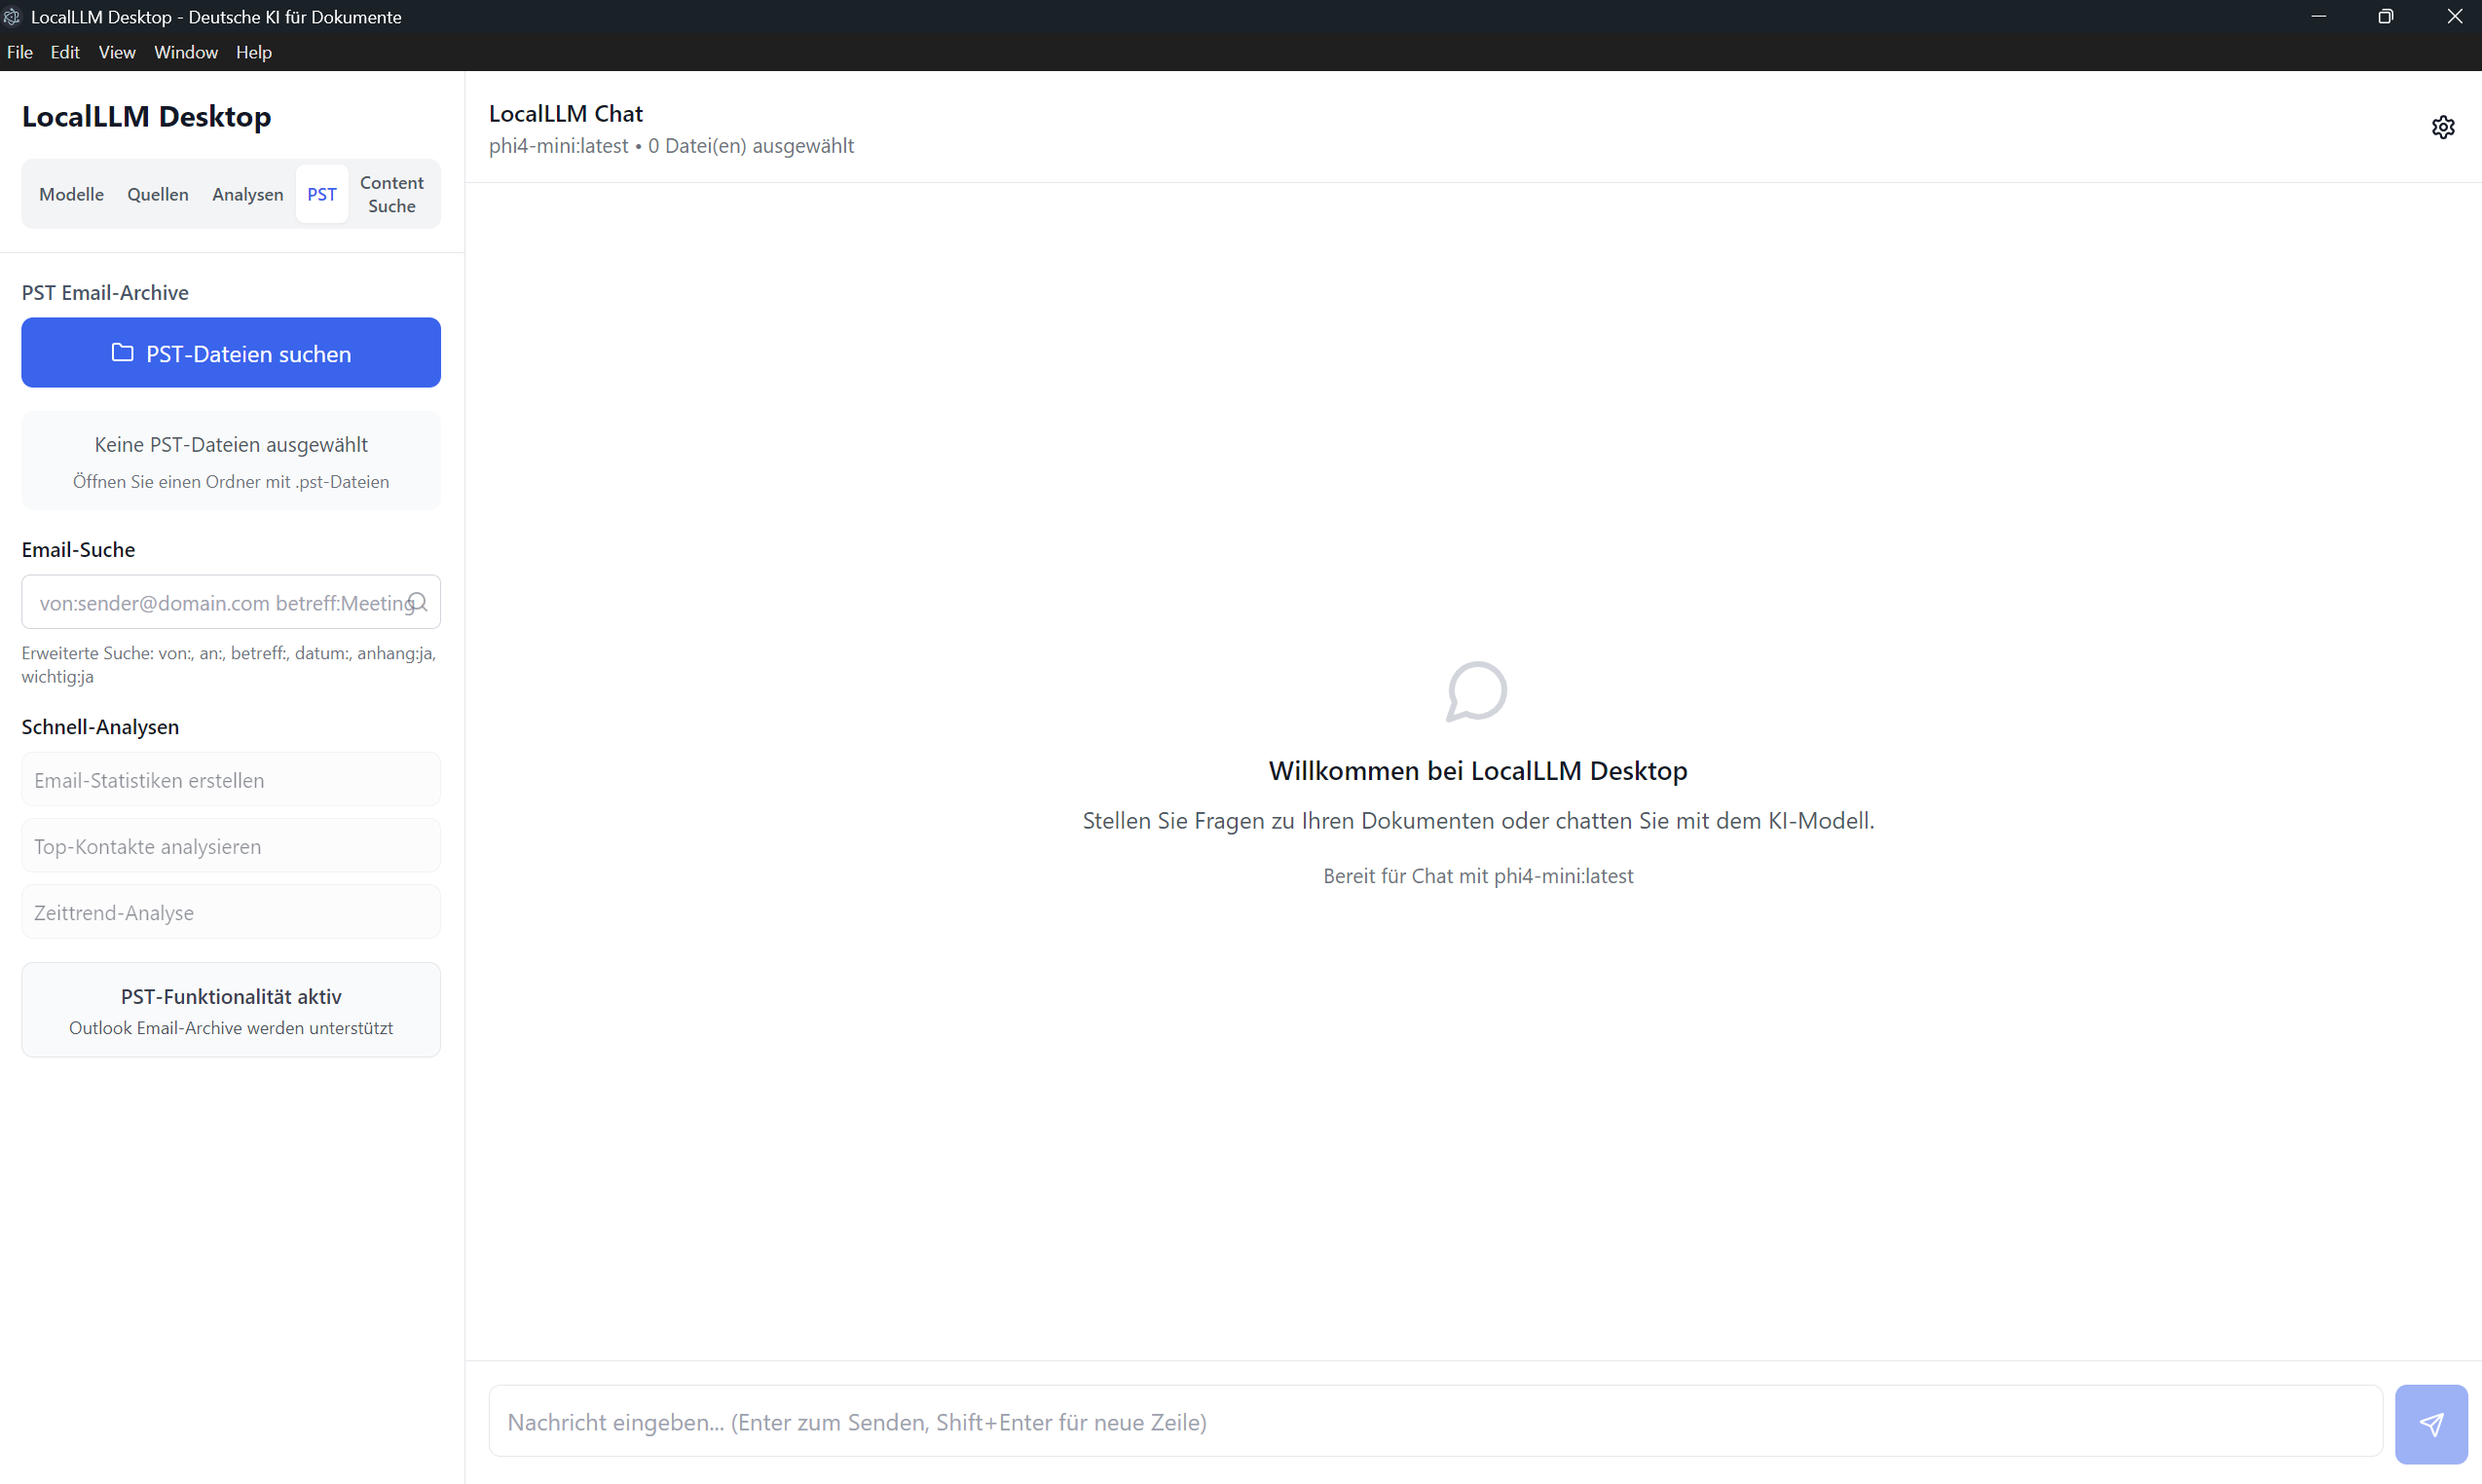 LocalLLM Desktop - Deutsche KI für Dokumente
File Edit View Window Help
LocalLLM Desktop
Modelle Quellen Analysen PST Content
Suche
PST Email-Archive
PST-Dateien suchen
Keine PST-Dateien ausgewählt
Öffnen Sie einen Ordner mit .pst-Dateien
Email-Suche
von:sender@domain.com betreff:Meeting
Erweiterte Suche: von:, an:, betreff:, datum:, anhang:ja,
wichtig:ja
Schnell-Analysen
Email-Statistiken erstellen
Top-Kontakte analysieren
Zeittrend-Analyse
PST-Funktionalität aktiv
Outlook Email-Archive werden unterstützt
LocalLLM Chat
phi4-mini:latest • 0 Datei(en) ausgewählt
Willkommen bei LocalLLM Desktop
Stellen Sie Fragen zu Ihren Dokumenten oder chatten Sie mit dem KI-Modell.
Bereit für Chat mit phi4-mini:latest
Nachricht eingeben... (Enter zum Senden, Shift+Enter für neue Zeile)